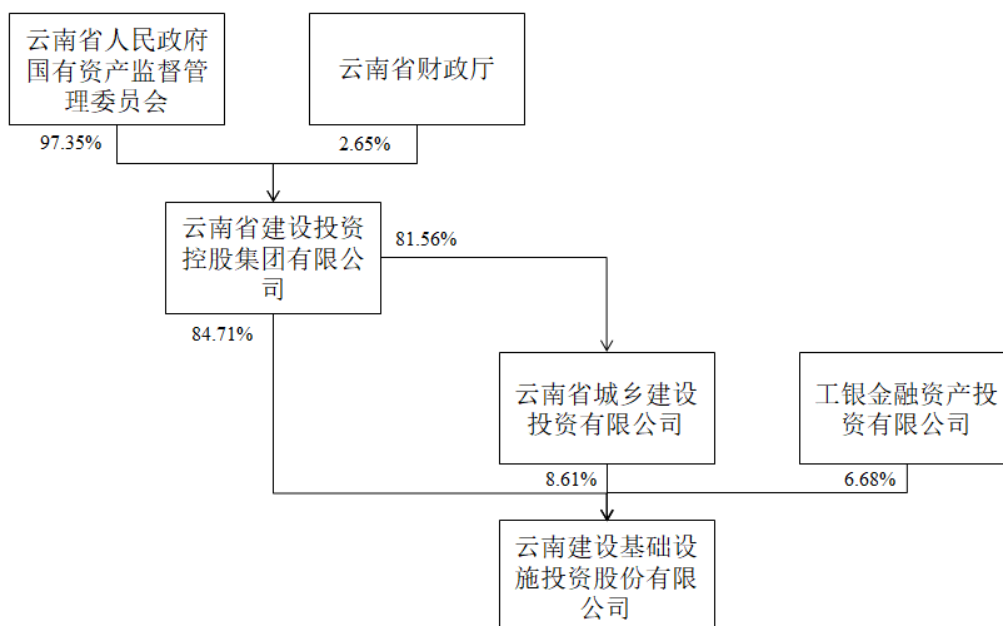 云南省人民政府
国有资产监督管
理委员会
云南省财政厅
97.35%
2.65%
云南省建设投资
控股集团有限公
司
81.56%
84.71%
云南省城乡建设
投资有限公司
工银金融资产投
资有限公司
8.61%
6.68%
云南建设基础设
施投资股份有限
公司